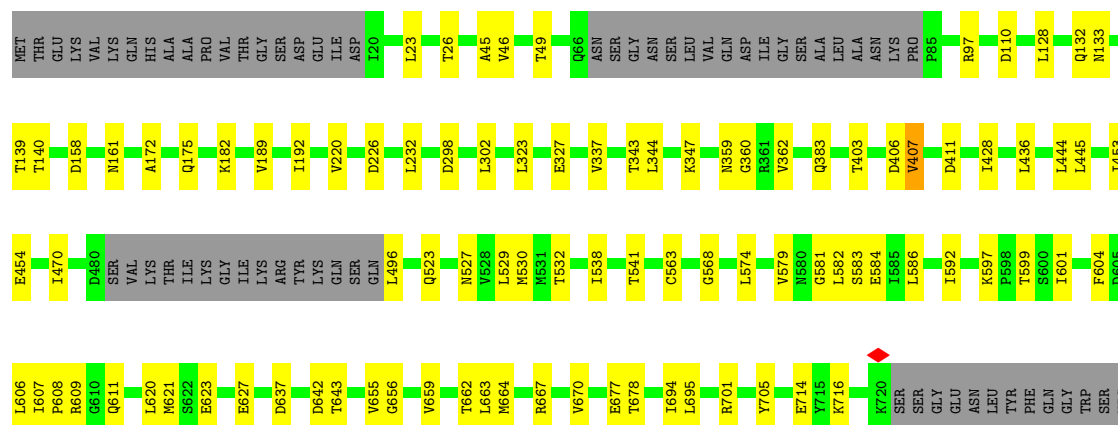 MET THR GLU LYS VAL LYS GLN HIS ALA ALA PRO VAL THR GLY SER ASP GLU ILE ASP I20 L23 T26 A45 V46 T49 Q66 ASN SER GLY ASN SER LEU VAL GLN ASP ILE GLY SER ALA LEU ALA ASN LYS PRO P85 R97 D110 L128 Q132 N133
T139 T140 D158 N161 A172 Q175 K182 V189 I192 V220 D226 L232 D298 L302 L323 E327 V337 T343 L344 K347 N359 G360 R361 V362 Q383 T403 D406 V407 D411 I428 L436 L444 L445 I453
E454 I470 D480 SER VAL LYS THR ILE LYS GLY ILE LYS ARG TYR LYS GLN SER GLN L496 Q523 N527 V528 L529 M530 M531 T532 I538 T541 C563 G568 L574 V579 N580 G581 L582 S583 E584 I585 L586 I592 K597 P598 T599 S600 I601 F604 D605
L606 I607 P608 R609 G610 Q611 L620 M621 S622 E623 E627 D637 D642 T643 V655 G656 V659 T662 L663 M664 R667 V670 E677 T678 I694 L695 R701 Y705 E714 Y715 K716 K720 SER SER GLY GLU ASN LEU TYR PHE GLN GLY TRP SER